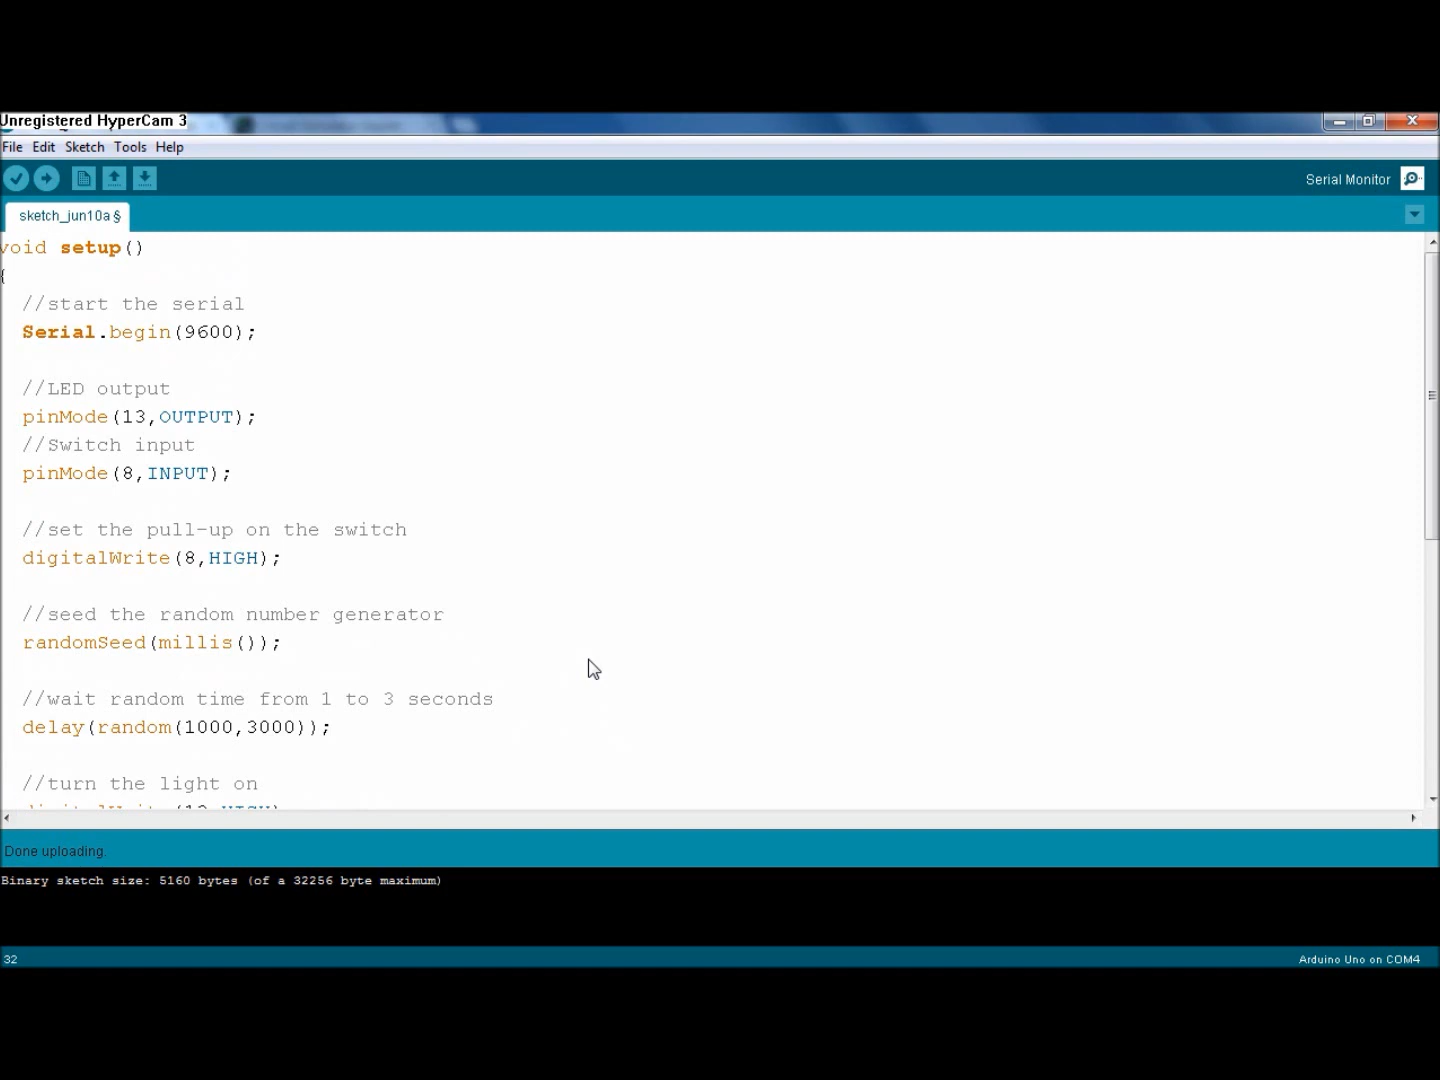 Unregistered HyperCam 3
File Edit Sketch Tools Help
Serial Monitor
sketch_jun10a §
void setup()
{
//start the serial
Serial.begin(9600);
//LED output
pinMode(13,OUTPUT);
//Switch input
pinMode(8,INPUT);
//set the pull-up on the switch
digitalWrite(8,HIGH);
//seed the random number generator
randomSeed(millis());
//wait random time from 1 to 3 seconds
delay(random(1000,3000));
//turn the light on
Done uploading.
Binary sketch size: 5160 bytes (of a 32256 byte maximum)
32
Arduino Uno on COM4